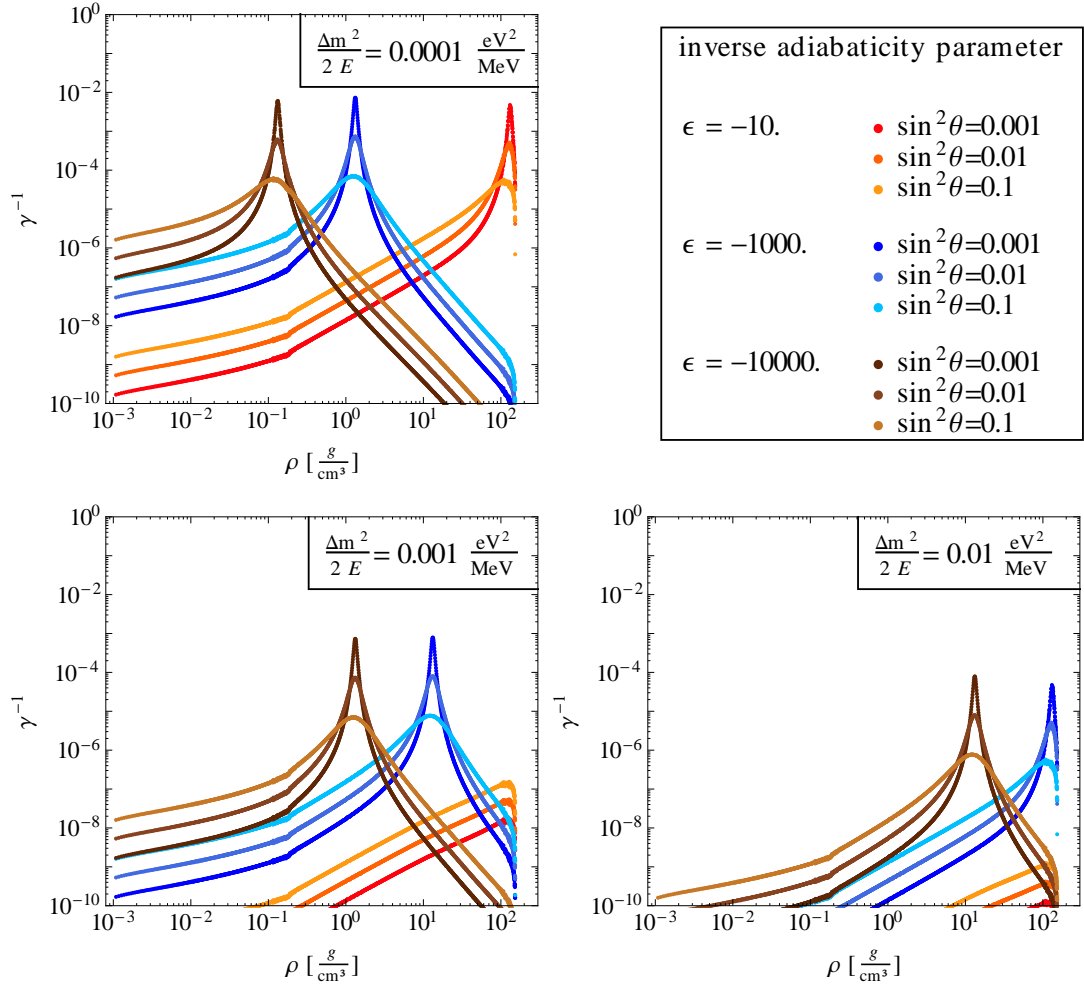 Δm²/2 E = 0.0001 eV²/MeV
10⁰
10⁻²
10⁻⁴
10⁻⁶
10⁻⁸
10⁻¹⁰
γ⁻¹
10⁻³ 10⁻² 10⁻¹ 10⁰ 10¹ 10²
ρ [g/cm³]
inverse adiabaticity parameter
ϵ = −10. sin²θ=0.001
sin²θ=0.01
sin²θ=0.1
ϵ = −1000. sin²θ=0.001
sin²θ=0.01
sin²θ=0.1
ϵ = −10000. sin²θ=0.001
sin²θ=0.01
sin²θ=0.1
Δm²/2 E = 0.001 eV²/MeV
10⁰
10⁻²
10⁻⁴
10⁻⁶
10⁻⁸
10⁻¹⁰
γ⁻¹
10⁻³ 10⁻² 10⁻¹ 10⁰ 10¹ 10²
ρ [g/cm³]
Δm²/2 E = 0.01 eV²/MeV
10⁰
10⁻²
10⁻⁴
10⁻⁶
10⁻⁸
10⁻¹⁰
γ⁻¹
10⁻³ 10⁻² 10⁻¹ 10⁰ 10¹ 10²
ρ [g/cm³]